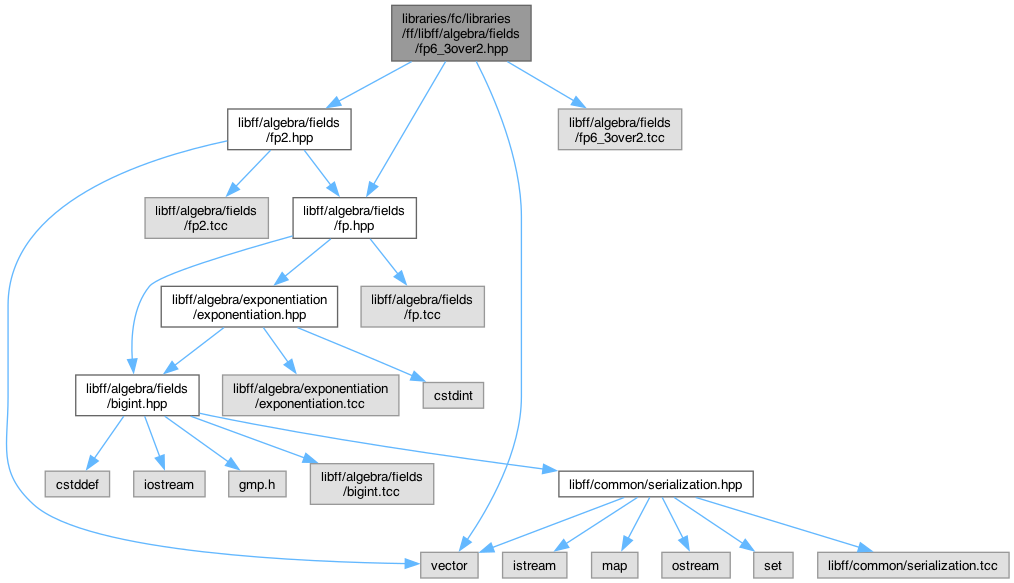 libraries/fc/libraries
/ff/libff/algebra/fields
/fp6_3over2.hpp
libff/algebra/fields
/fp2.hpp
libff/algebra/fields
/fp6_3over2.tcc
libff/algebra/fields
/fp2.tcc
libff/algebra/fields
/fp.hpp
libff/algebra/exponentiation
/exponentiation.hpp
libff/algebra/fields
/fp.tcc
libff/algebra/fields
/bigint.hpp
libff/algebra/exponentiation
/exponentiation.tcc
cstdint
cstddef
iostream
gmp.h
libff/algebra/fields
/bigint.tcc
libff/common/serialization.hpp
vector
istream
map
ostream
set
libff/common/serialization.tcc